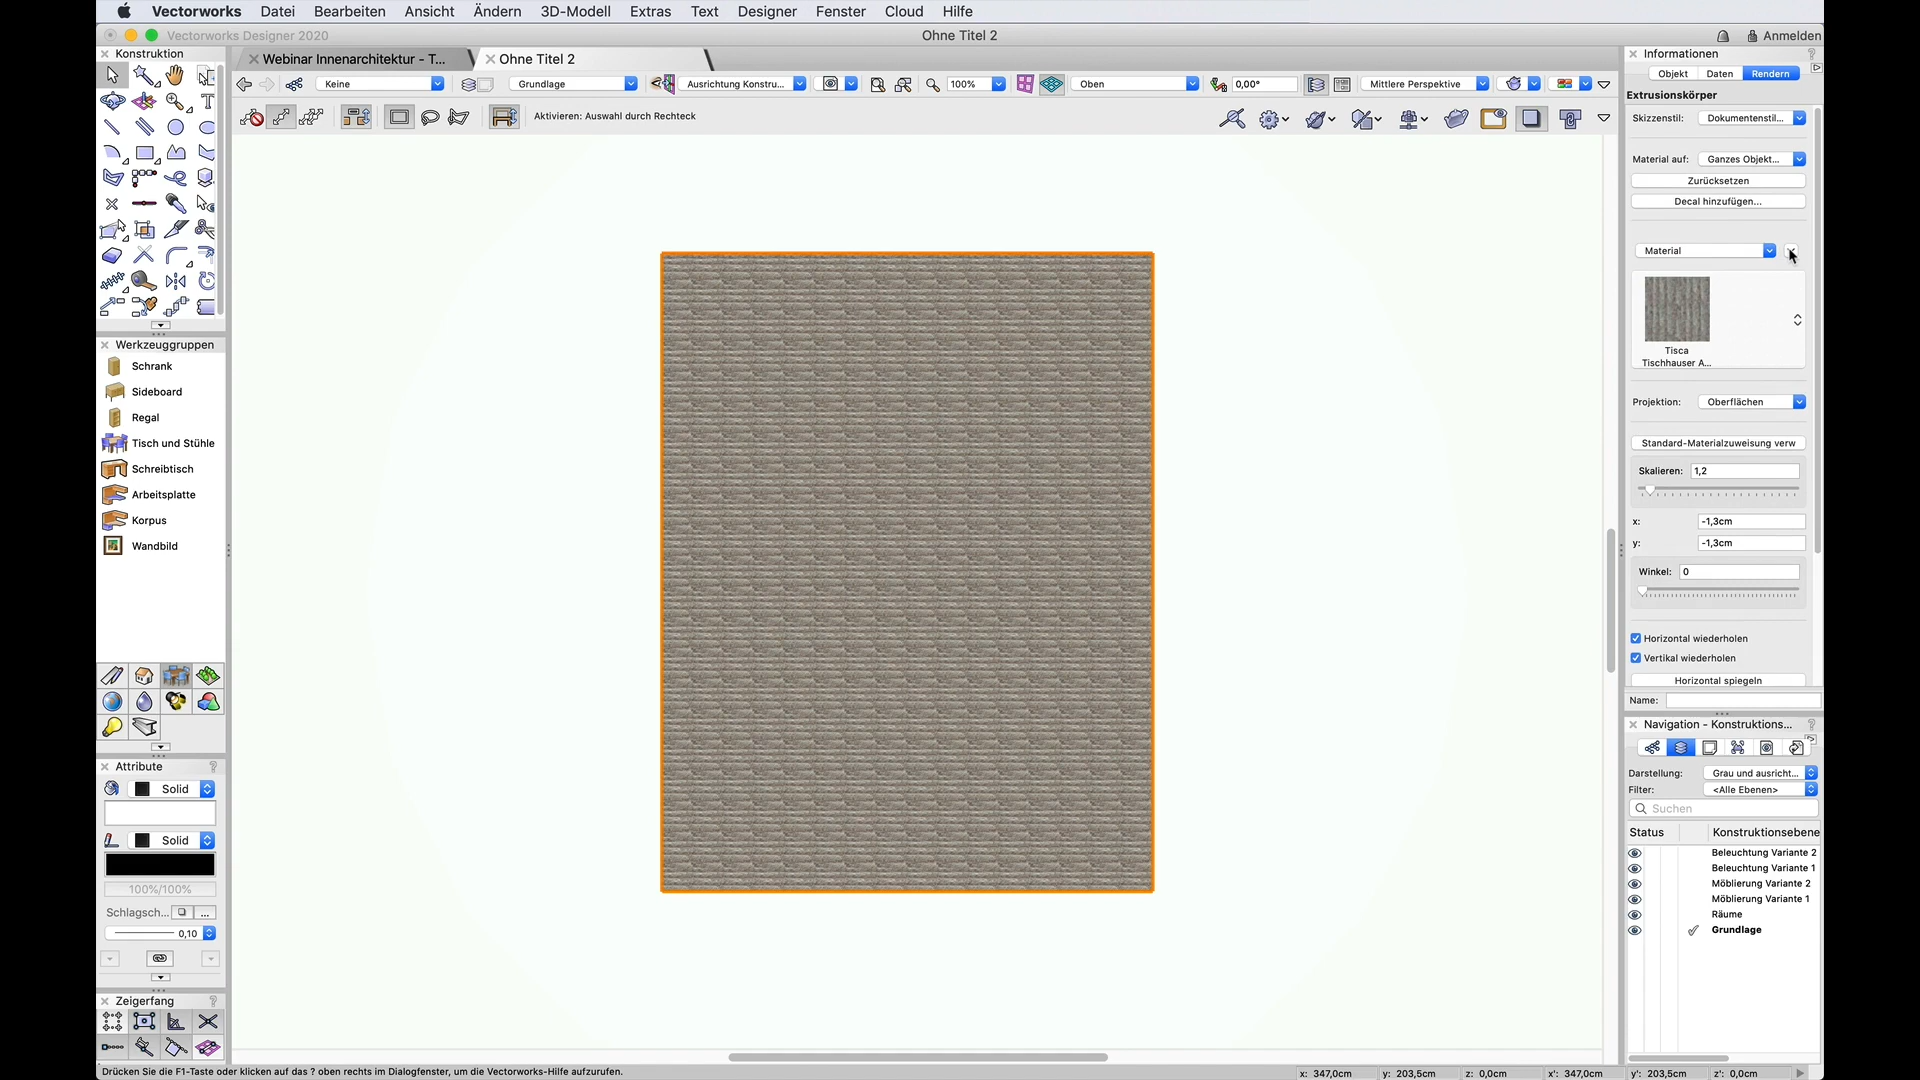 Vectorworks Datei Bearbeiten Ansicht Ändern 3D-Modell Extras Text Designer Fenster Cloud Hilfe
Vectorworks Designer 2020
Ohne Titel 2
Anmelden
Konstruktion
Webinar Innenarchitektur - T...
Ohne Titel 2
Keine
Grundlage
Ausrichtung Konstru...
100%
Oben
0,00°
Mittlere Perspektive
Aktivieren: Auswahl durch Rechteck
Werkzeuggruppen
Schrank
Sideboard
Regal
Tisch und Stühle
Schreibtisch
Arbeitsplatte
Korpus
Wandbild
Attribute
Solid
Solid
100%/100%
Schlagsch...
...
0,10
Zeigerfang
Informationen
Objekt Daten Rendern
Extrusionskörper
Skizzenstil: Dokumentenstil...
Material auf: Ganzes Objekt...
Zurücksetzen
Decal hinzufügen...
Material
Tisca
Tischhauser A...
Projektion: Oberflächen
Standard-Materialzuweisung verw
Skalieren: 1,2
x: -1,3cm
y: -1,3cm
Winkel: 0
Horizontal wiederholen
Vertikal wiederholen
Horizontal spiegeln
Name:
Navigation - Konstruktions...
Darstellung: Grau und ausricht...
Filter: <Alle Ebenen>
Suchen
Status Konstruktionsebene
Beleuchtung Variante 2
Beleuchtung Variante 1
Möblierung Variante 2
Möblierung Variante 1
Räume
Grundlage
Drücken Sie die F1-Taste oder klicken auf das ? oben rechts im Dialogfenster, um die Vectorworks-Hilfe aufzurufen.
x: 347,0cm y: 203,5cm z: 0,0cm x': 347,0cm y': 203,5cm z': 0,0cm